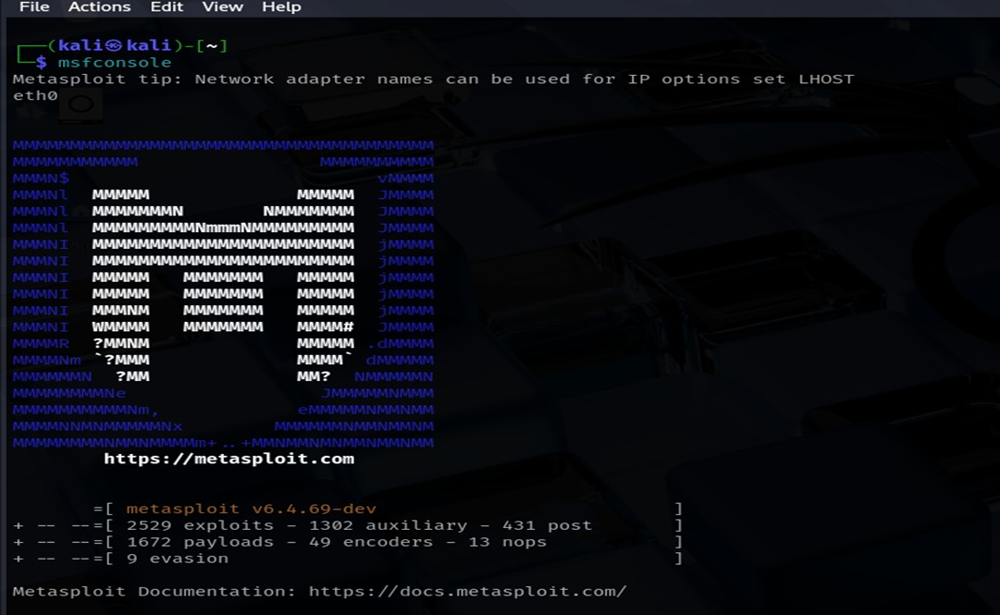 File Actions Edit View Help
┌──(kali㉿kali)-[~]
└─$ msfconsole
Metasploit tip: Network adapter names can be used for IP options set LHOST
eth0
MMMMMMMMMMMMMMMMMMMMMMMMMMMMMMMMMMMMM
MMMMMMMMMMM                MMMMMMMMMM
MMMN$                           vMMMM
MMMNl  MMMMM             MMMMM  JMMMM
MMMNl  MMMMMMMN       NMMMMMMM  JMMMM
MMMNl  MMMMMMMMMNmmmNMMMMMMMMM  JMMMM
MMMNI  MMMMMMMMMMMMMMMMMMMMMMM  jMMMM
MMMNI  MMMMMMMMMMMMMMMMMMMMMMM  jMMMM
MMMNI  MMMMM   MMMMMMM   MMMMM  jMMMM
MMMNI  MMMMM   MMMMMMM   MMMMM  jMMMM
MMMNI  MMMNM   MMMMMMM   MMMMM  jMMMM
MMMNI  WMMMM   MMMMMMM   MMMM#  JMMMM
MMMMR  ?MMNM             MMMMM .dMMMM
MMMMNm `?MMM             MMMM` dMMMMM
MMMMMMN  ?MM             MM?  NMMMMMN
MMMMMMMMNe                 JMMMMMNMMM
MMMMMMMMMMNm,            eMMMMMNMMNMM
MMMMNNMNMMMMMNx        MMMMMMNMMNMMNM
MMMMMMMMNMMNMMMMm+..+MMNMMNMNMMNMMNMM
https://metasploit.com
=[ metasploit v6.4.69-dev ]
+ -- --=[ 2529 exploits - 1302 auxiliary - 431 post ]
+ -- --=[ 1672 payloads - 49 encoders - 13 nops ]
+ -- --=[ 9 evasion ]
Metasploit Documentation: https://docs.metasploit.com/